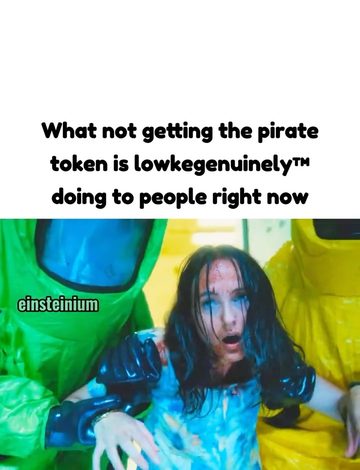 What not getting the pirate
token is lowkegenuinely™
doing to people right now
einsteinium